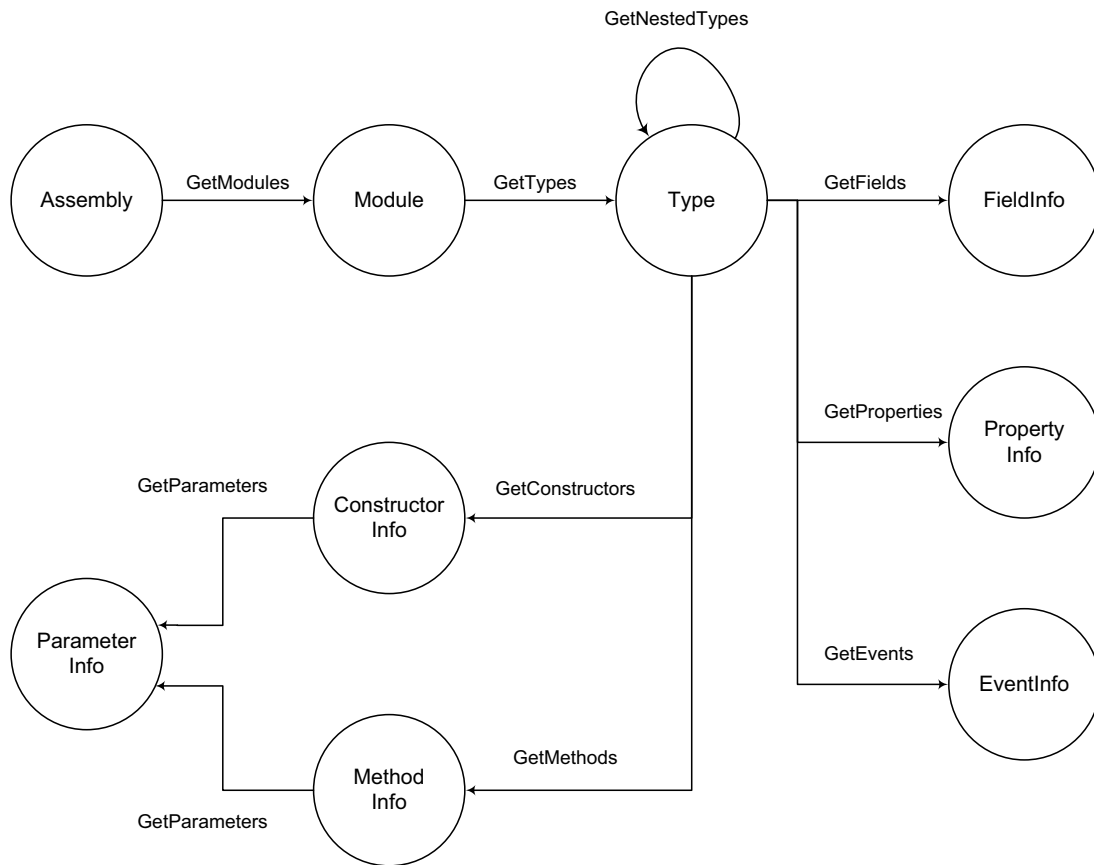 GetNestedTypes
Assembly
GetModules
Module
GetTypes
Type
GetFields
FieldInfo
GetProperties
Property
Info
GetParameters
Constructor
Info
GetConstructors
Parameter
Info
GetEvents
EventInfo
GetMethods
Method
Info
GetParameters